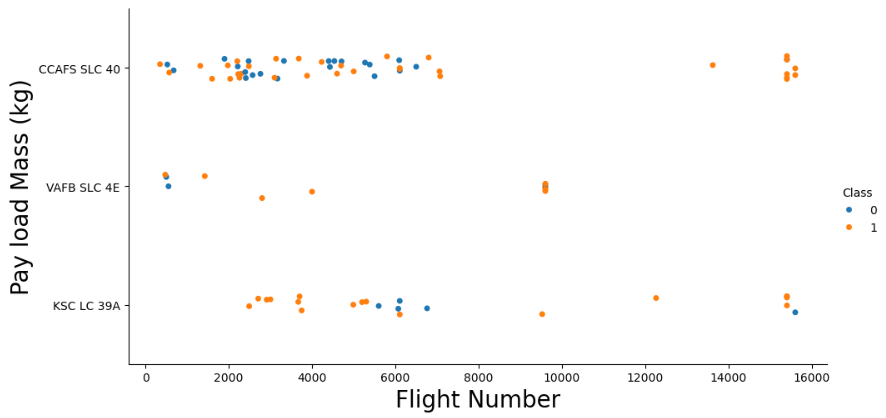 CCAFS SLC 40
VAFB SLC 4E
KSC LC 39A
Pay load Mass (kg)
0 2000 4000 6000 8000 10000 12000 14000 16000
Flight Number
Class
0
1